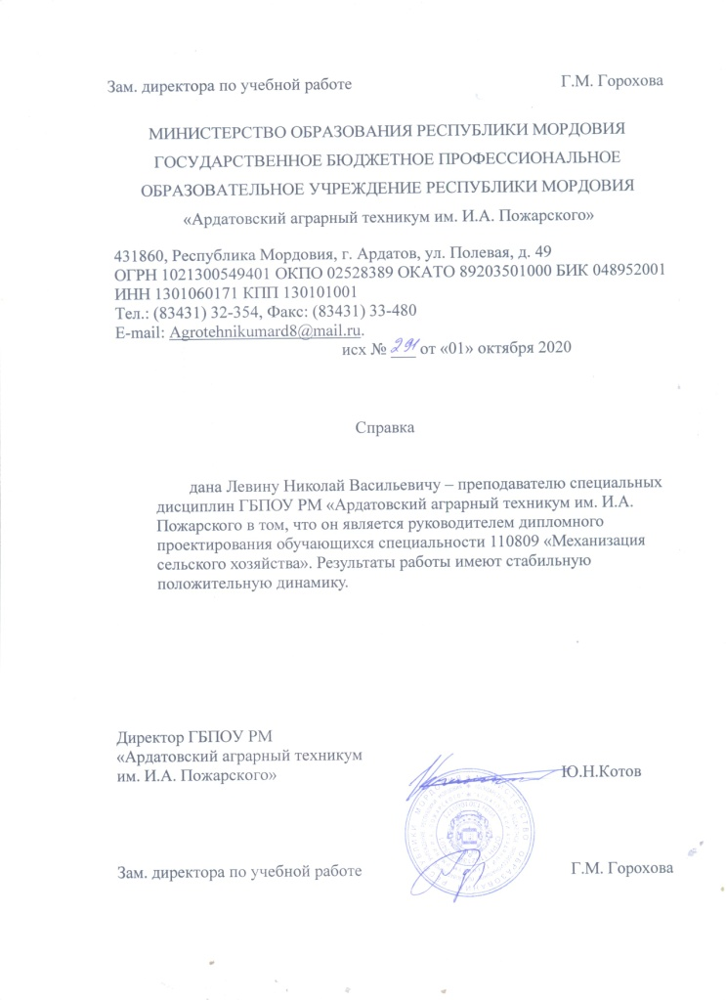 Зам. директора по учебной работе Г.М. Горохова
МИНИСТЕРСТВО ОБРАЗОВАНИЯ РЕСПУБЛИКИ МОРДОВИЯ
ГОСУДАРСТВЕННОЕ БЮДЖЕТНОЕ ПРОФЕССИОНАЛЬНОЕ
ОБРАЗОВАТЕЛЬНОЕ УЧРЕЖДЕНИЕ РЕСПУБЛИКИ МОРДОВИЯ
«Ардатовский аграрный техникум им. И.А. Пожарского»
431860, Республика Мордовия, г. Ардатов, ул. Полевая, д. 49
ОГРН 1021300549401 ОКПО 02528389 ОКАТО 89203501000 БИК 048952001
ИНН 1301060171 КПП 130101001
Тел.: (83431) 32-354, Факс: (83431) 33-480
E-mail: Agrotehnikumard8@mail.ru.
исх № 291 от «01» октября 2020
Справка
дана Левину Николай Васильевичу – преподавателю специальных
дисциплин ГБПОУ РМ «Ардатовский аграрный техникум им. И.А.
Пожарского в том, что он является руководителем дипломного
проектирования обучающихся специальности 110809 «Механизация
сельского хозяйства». Результаты работы имеют стабильную
положительную динамику.
Директор ГБПОУ РМ
«Ардатовский аграрный техникум
им. И.А. Пожарского» Ю.Н.Котов
Зам. директора по учебной работе Г.М. Горохова